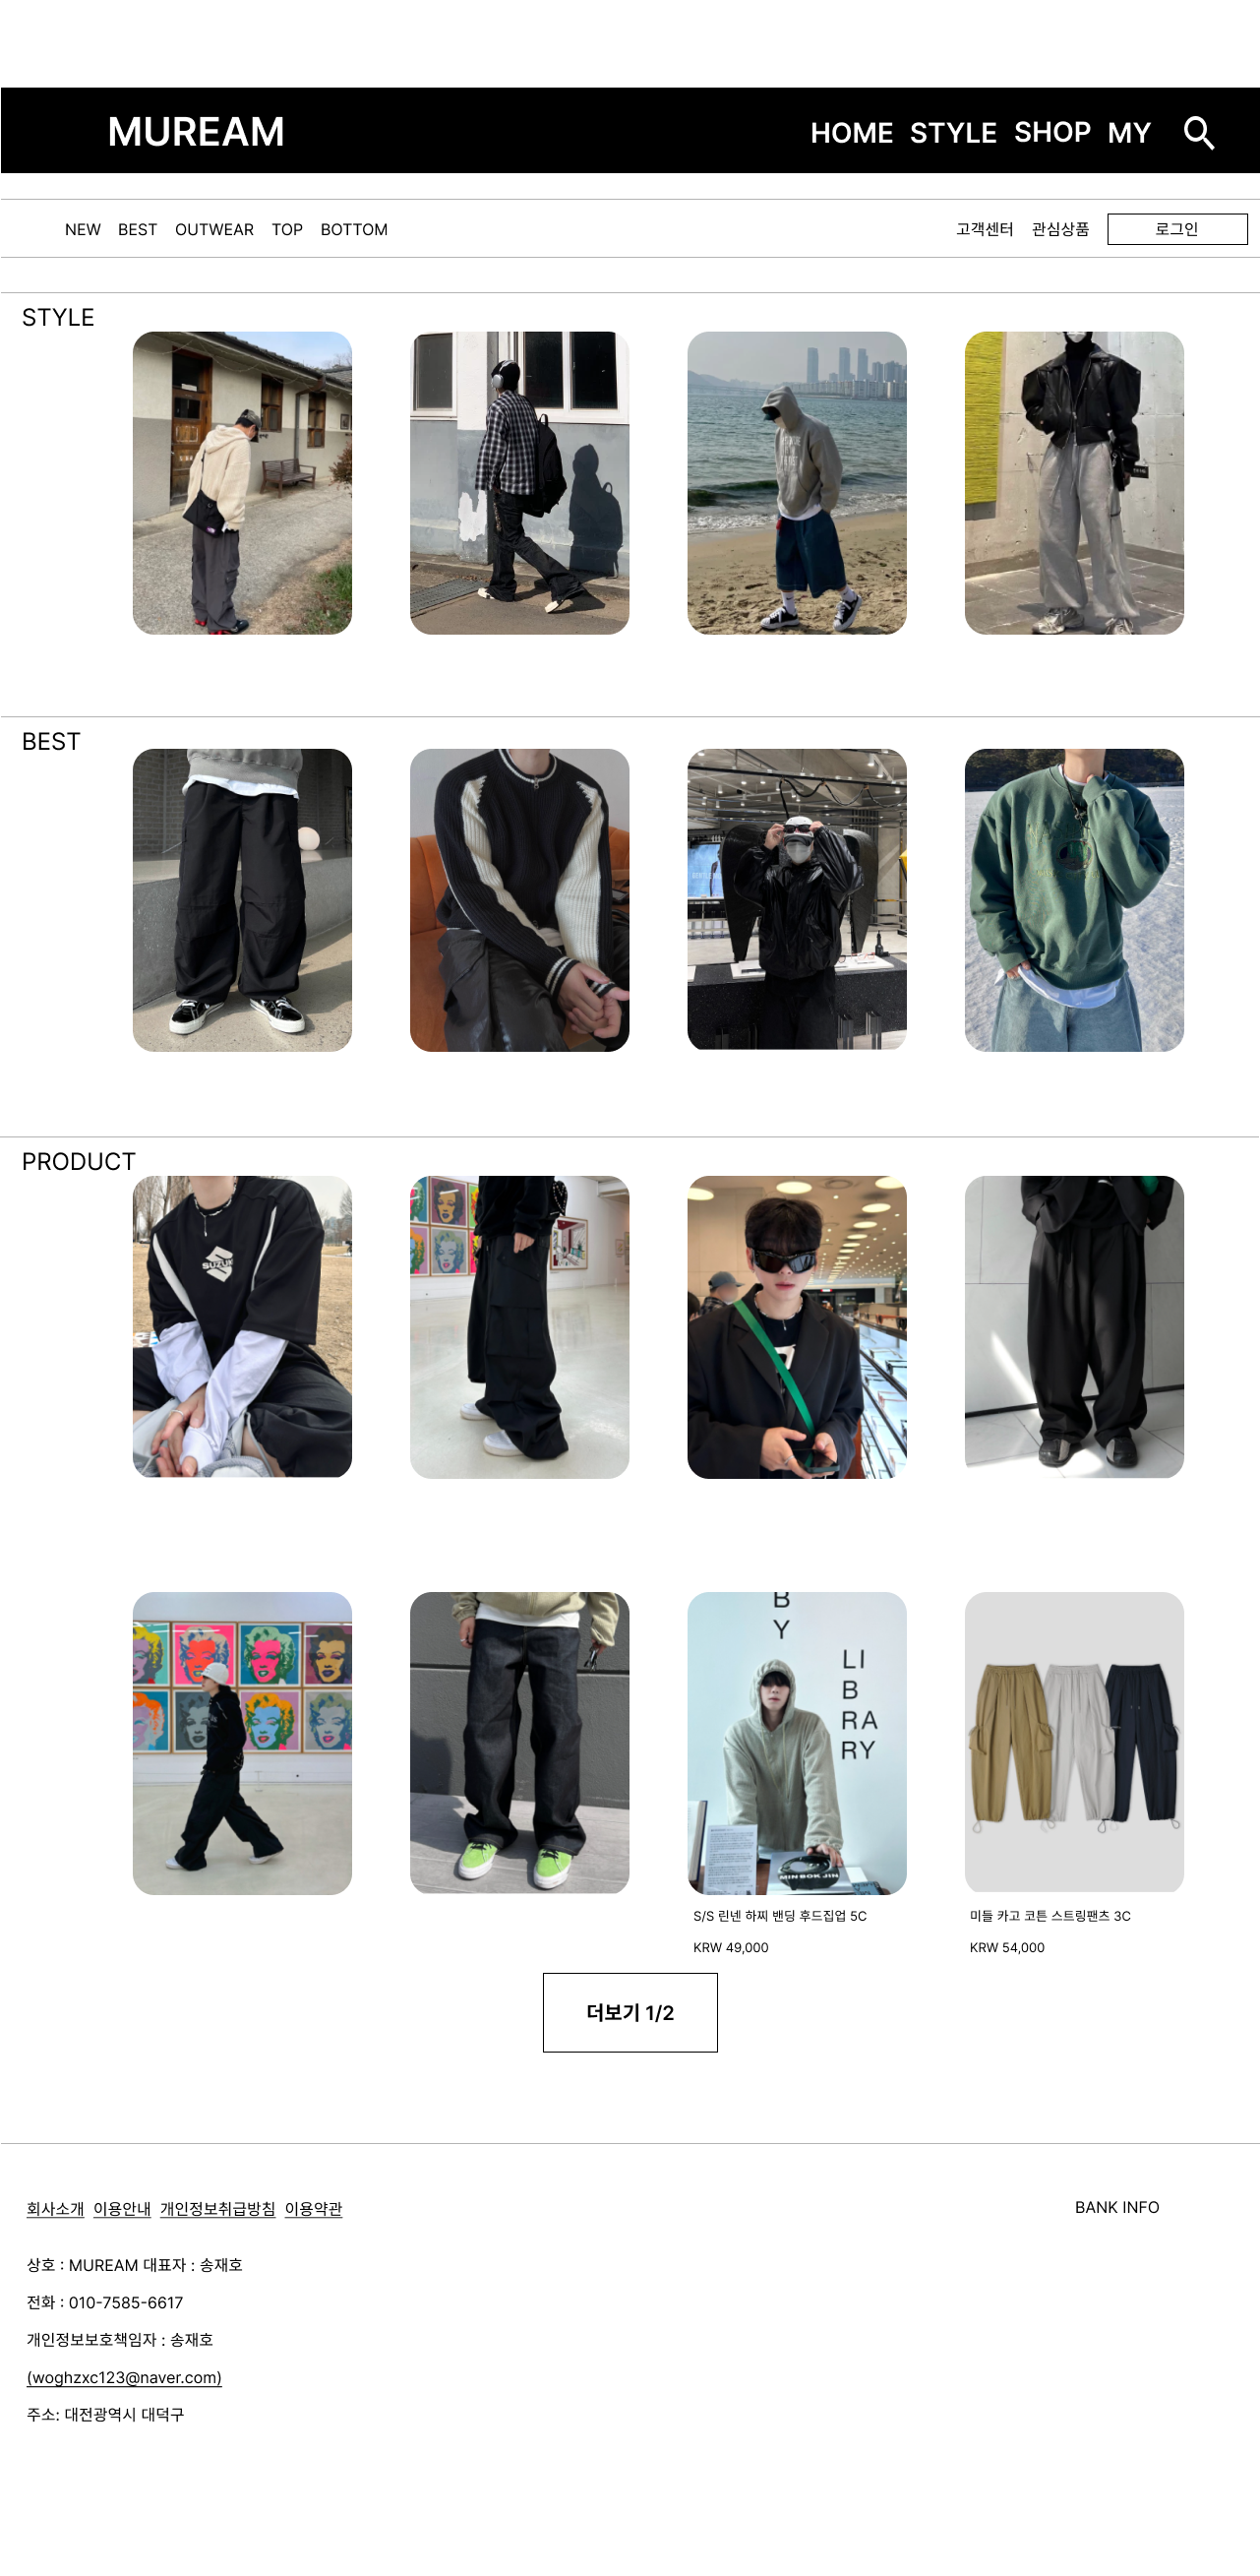 MUREAM
HOME STYLE SHOP MY
NEW BEST OUTWEAR TOP BOTTOM
고객센터 관심상품 로그인
STYLE
BEST
PRODUCT
SUZUKI
B
Y
LI
B
RA
RY
MIN BOK JIN
S/S 린넨 하찌 밴딩 후드집업 5C
미들 카고 코튼 스트링팬츠 3C
KRW 49,000
KRW 54,000
더보기 1/2
회사소개 이용안내 개인정보취급방침 이용약관
BANK INFO
상호 : MUREAM 대표자 : 송재호
전화 : 010-7585-6617
개인정보보호책임자 : 송재호
(woghzxc123@naver.com)
주소: 대전광역시 대덕구